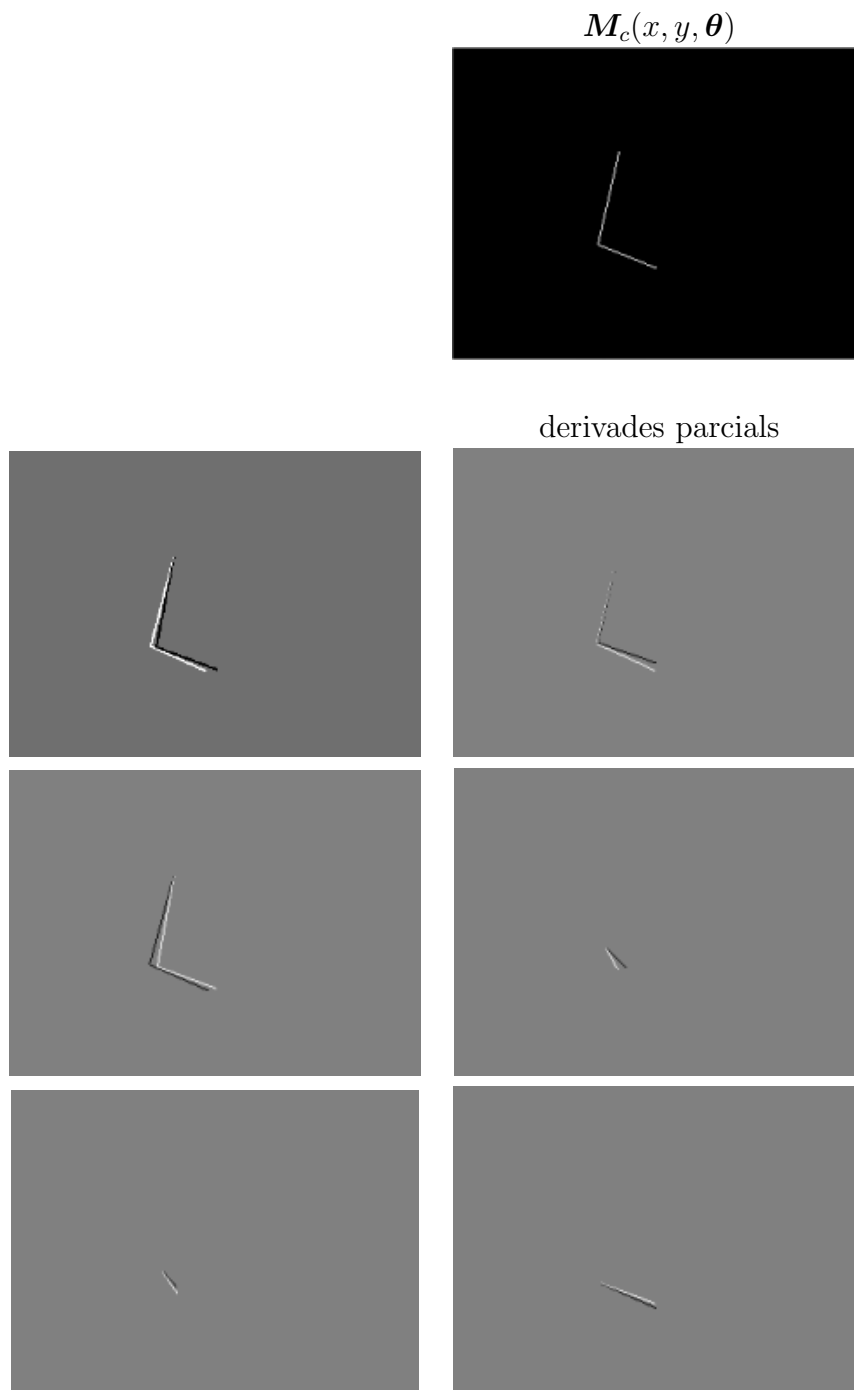 M_c(x, y, θ)
derivades parcials